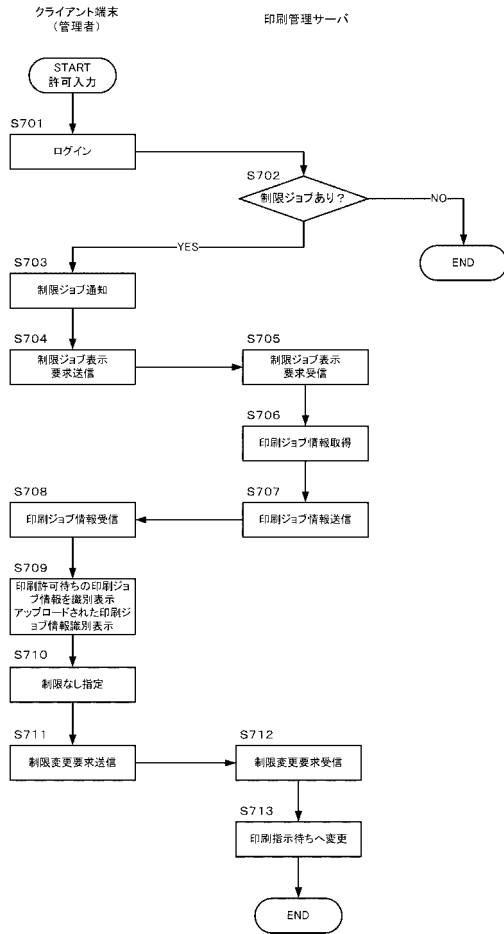 クライアント端末
（管理者）
印刷管理サーバ
START
許可入力
S701
ログイン
S702
制限ジョブあり？
NO
YES
END
S703
制限ジョブ通知
S704
制限ジョブ表示
要求送信
S705
制限ジョブ表示
要求受信
S706
印刷ジョブ情報取得
S707
印刷ジョブ情報送信
S708
印刷ジョブ情報受信
S709
印刷許可待ちの印刷ジョ
ブ情報を識別表示
アップロードされた印刷ジ
ョブ情報識別表示
S710
制限なし指定
S711
制限変更要求送信
S712
制限変更要求受信
S713
印刷指示待ちへ変更
END